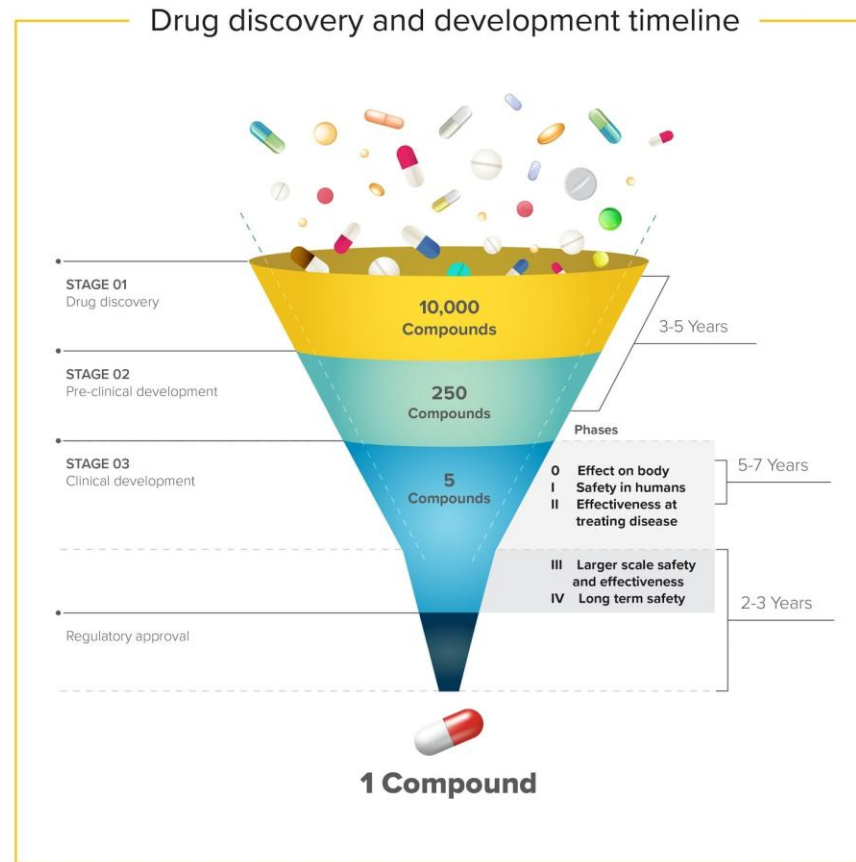 Drug discovery and development timeline
STAGE 01
Drug discovery
10,000
Compounds
3-5 Years
STAGE 02
Pre-clinical development
250
Compounds
Phases
STAGE 03
Clinical development
5
Compounds
0 Effect on body
I Safety in humans
II Effectiveness at
treating disease
5-7 Years
III Larger scale safety
and effectiveness
IV Long term safety
2-3 Years
Regulatory approval
1 Compound